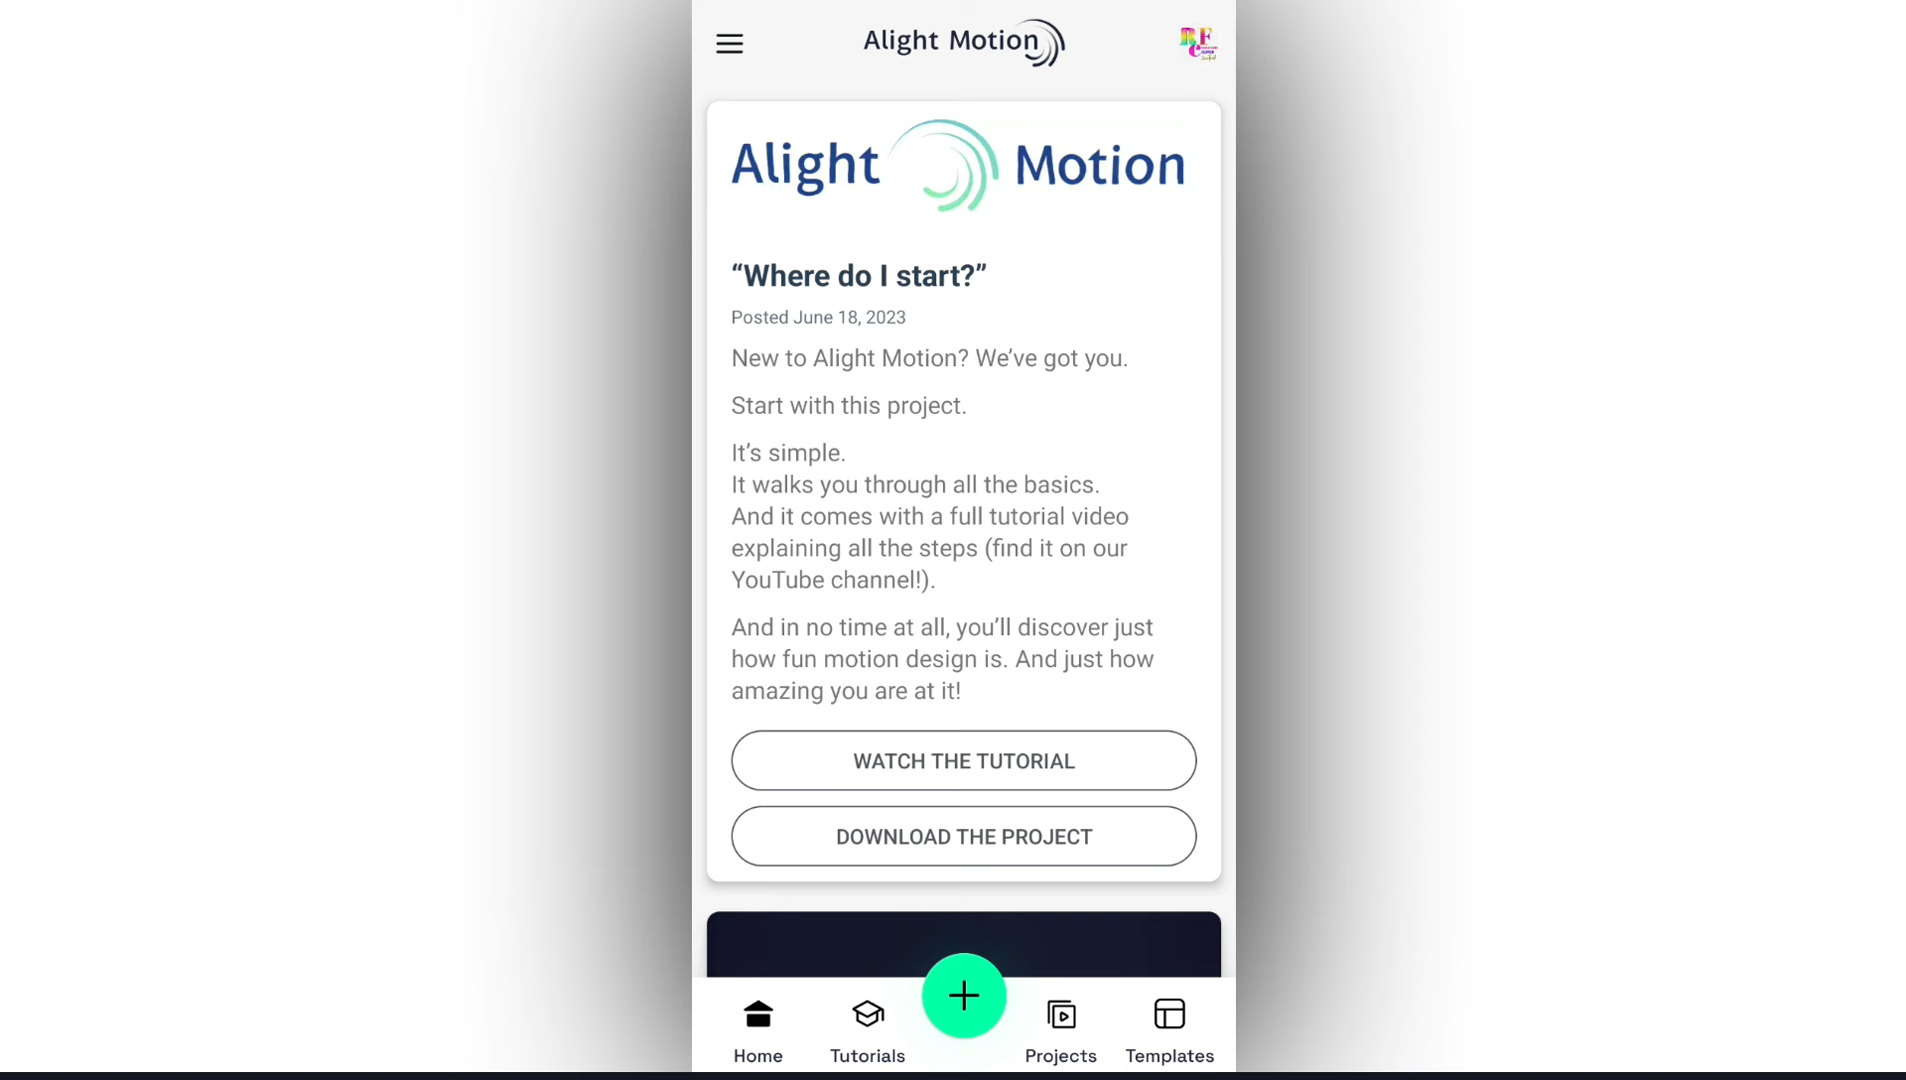 Alight Motion
Alight Motion
“Where do I start?”
Posted June 18, 2023
New to Alight Motion? We’ve got you.
Start with this project.
It’s simple.
It walks you through all the basics.
And it comes with a full tutorial video
explaining all the steps (find it on our
YouTube channel!).
And in no time at all, you’ll discover just
how fun motion design is. And just how
amazing you are at it!
WATCH THE TUTORIAL
DOWNLOAD THE PROJECT
Home
Tutorials
Projects
Templates